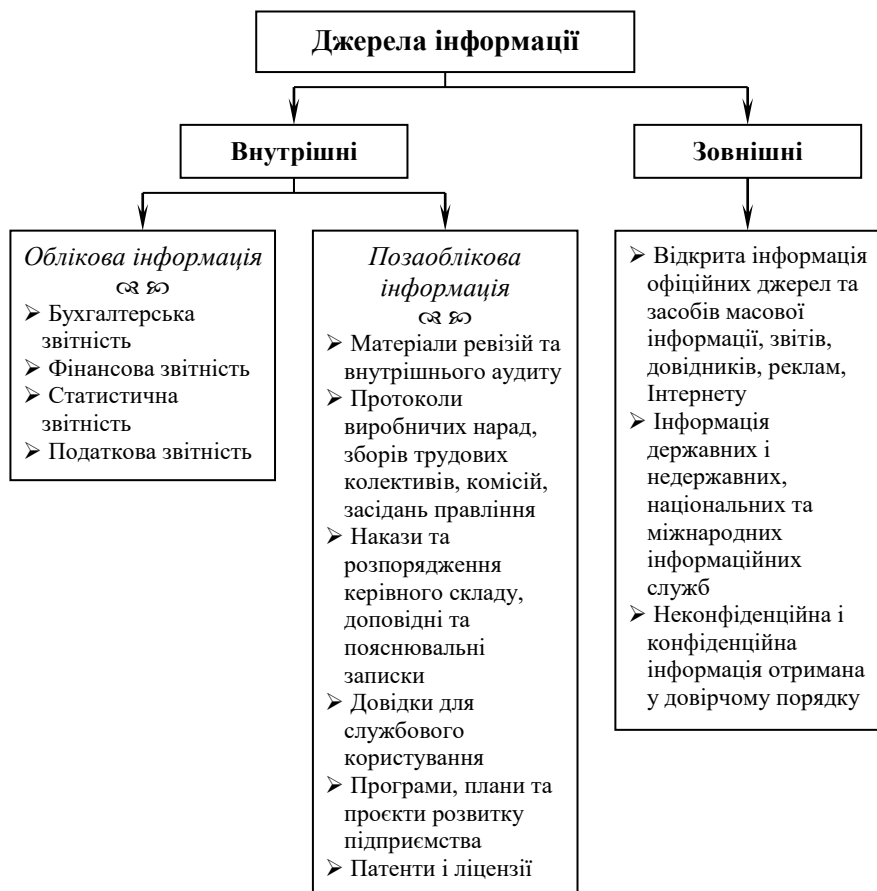 Джерела інформації
Внутрішні
Зовнішні
Облікова інформація
➢ Бухгалтерська
звітність
➢ Фінансова звітність
➢ Статистична
звітність
➢ Податкова звітність
Позаоблікова
інформація
➢ Матеріали ревізій та
внутрішнього аудиту
➢ Протоколи
виробничих нарад,
зборів трудових
колективів, комісій,
засідань правління
➢ Накази та
розпорядження
керівного складу,
доповідні та
пояснювальні
записки
➢ Довідки для
службового
користування
➢ Програми, плани та
проєкти розвитку
підприємства
➢ Патенти і ліцензії
➢ Відкрита інформація
офіційних джерел та
засобів масової
інформації, звітів,
довідників, реклам,
Інтернету
➢ Інформація
державних і
недержавних,
національних та
міжнародних
інформаційних
служб
➢ Неконфіденційна і
конфіденційна
інформація отримана
у довірчому порядку